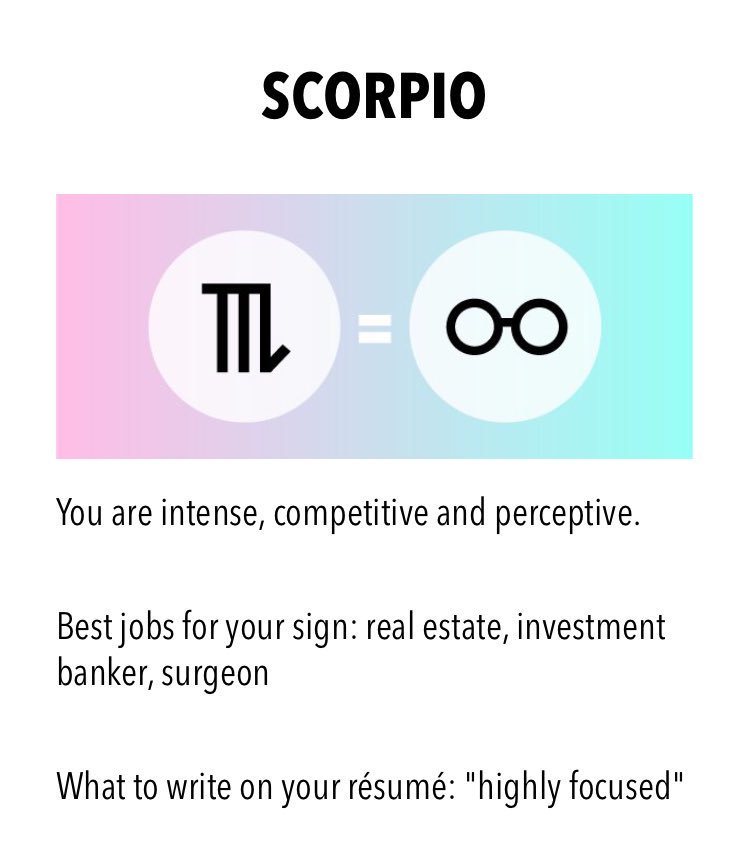 SCORPIO
=
You are intense, competitive and perceptive.
Best jobs for your sign: real estate, investment
banker, surgeon
What to write on your résumé: "highly focused"